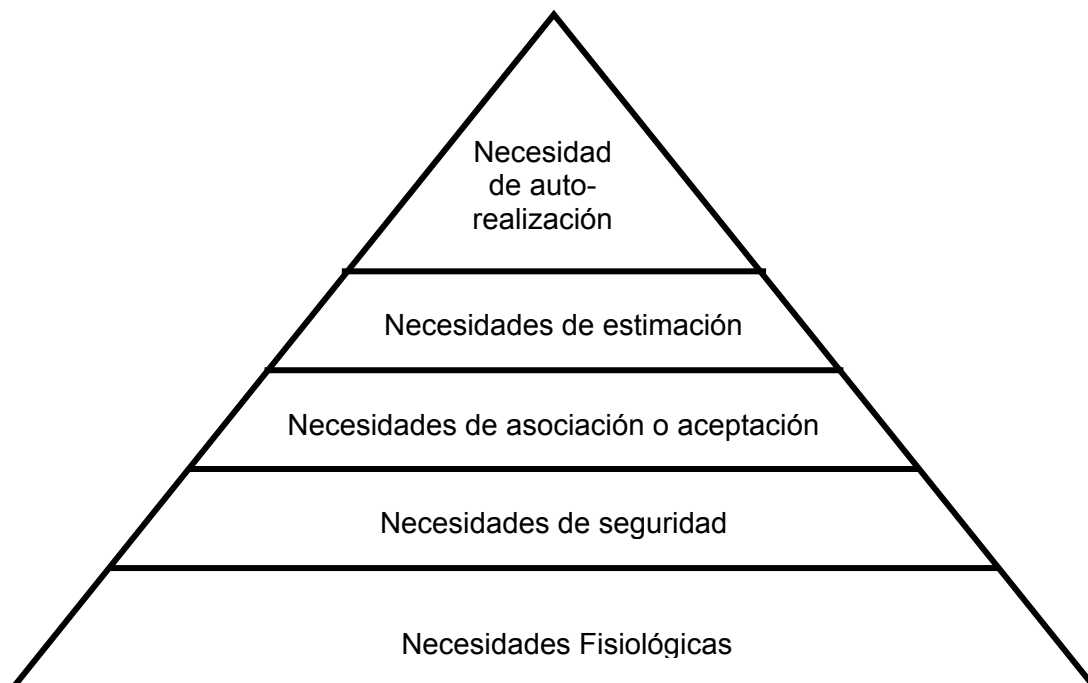 Necesidad
de auto-
realización
Necesidades de estimación
Necesidades de asociación o aceptación
Necesidades de seguridad
Necesidades Fisiológicas